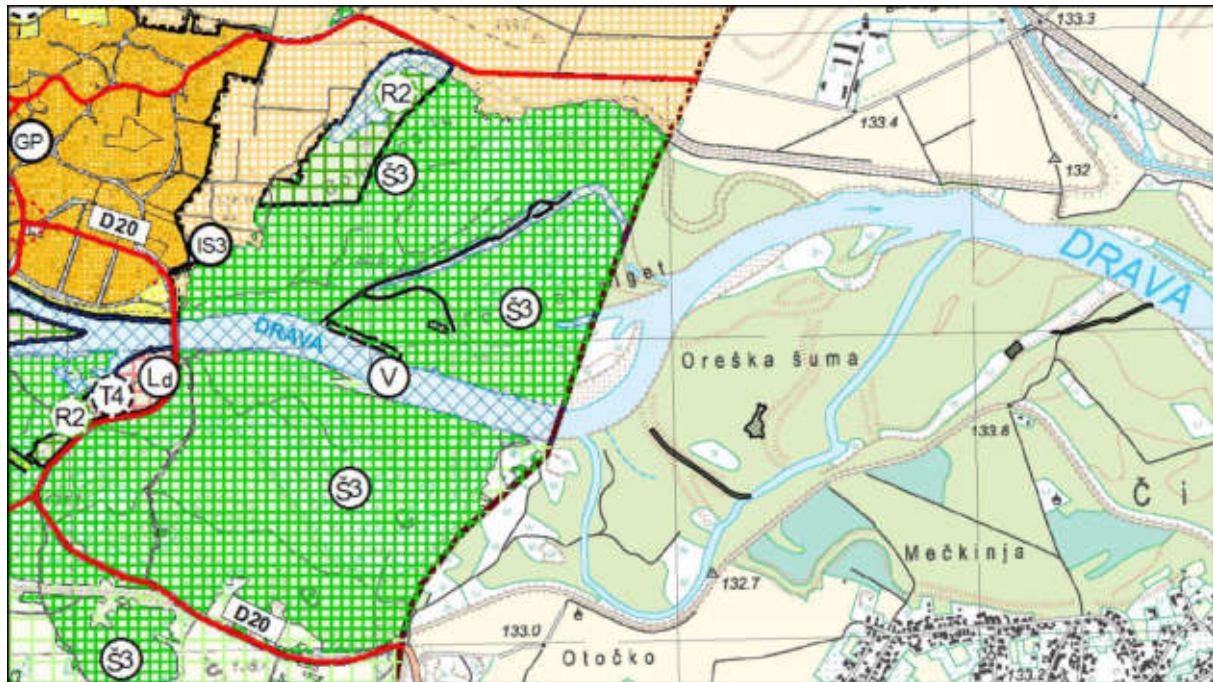 133.3
R2
133.4
GP
Š3
132
D20
IS3
DRAVA
Š3
DRAVA
Oreška šuma
Ld
V
T4
R2
133.8
Š3
Č i
Mečkinja
132.7
D20
133.0
Š3
Otočko
133.2